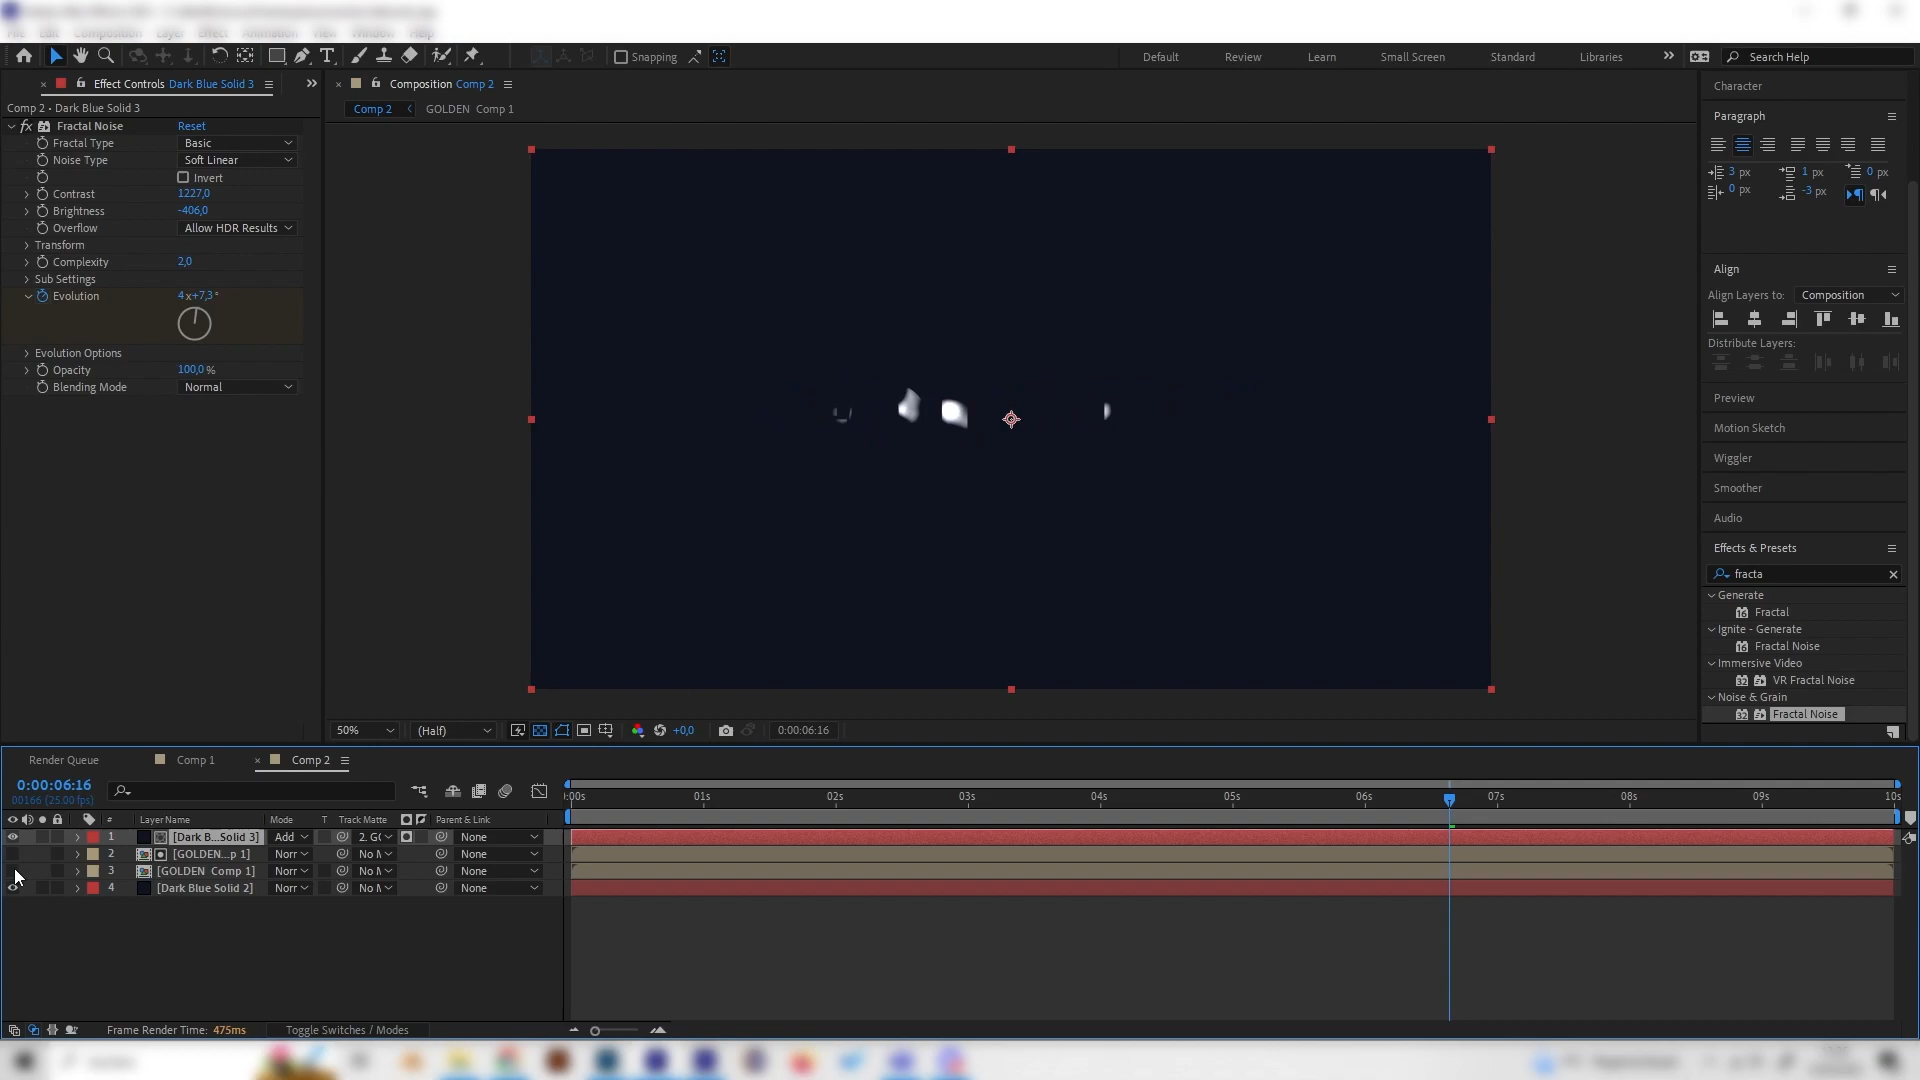 Snapping
Default
Review
Learn
Small Screen
Standard
Libraries
Search Help
Effect Controls Dark Blue Solid 3
Comp 2 • Dark Blue Solid 3
fx Fractal Noise Reset
Fractal Type Basic
Noise Type Soft Linear
Invert
Contrast 1227,0
Brightness -406,0
Overflow Allow HDR Results
Transform
Complexity 2,0
Sub Settings
Evolution 4x+7,3°
Evolution Options
Opacity 100,0 %
Blending Mode Normal
Composition Comp 2
Comp 2 GOLDEN Comp 1
50% (Half) +0,0 0:00:06:16
Character
Paragraph
3 px 1 px 0 px
0 px -3 px
Align
Align Layers to: Composition
Distribute Layers:
Preview
Motion Sketch
Wiggler
Smoother
Audio
Effects & Presets
fracta
Generate
Fractal
Ignite - Generate
Fractal Noise
Immersive Video
VR Fractal Noise
Noise & Grain
Fractal Noise
Render Queue Comp 1 Comp 2
0:00:06:16
00166 (25.00 fps)
:00s 01s 02s 03s 04s 05s 06s 07s 08s 09s 10s
# Layer Name Mode T Track Matte Parent & Link
1 [Dark B...Solid 3] Add 2. G( None
2 [GOLDEN...p 1] Norr No M None
3 [GOLDEN Comp 1] Norr No M None
4 [Dark Blue Solid 2] Norr No M None
Frame Render Time: 475ms Toggle Switches / Modes